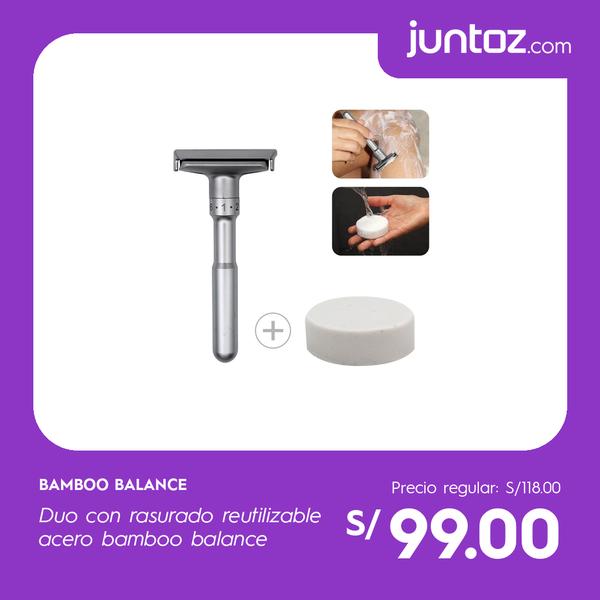 juntoz.com
BAMBOO BALANCE
Duo con rasurado reutilizable
acero bamboo balance
Precio regular: S/118.00
S/ 99.00